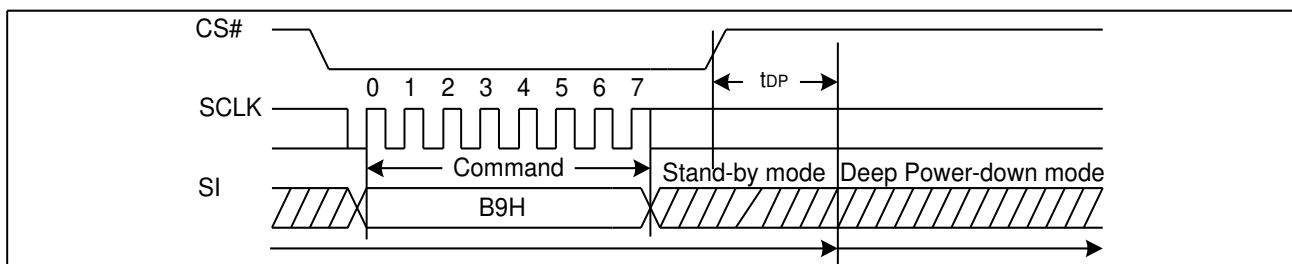 CS#
tDP
0 1 2 3 4 5 6 7
SCLK
Command
Stand-by mode Deep Power-down mode
SI
B9H